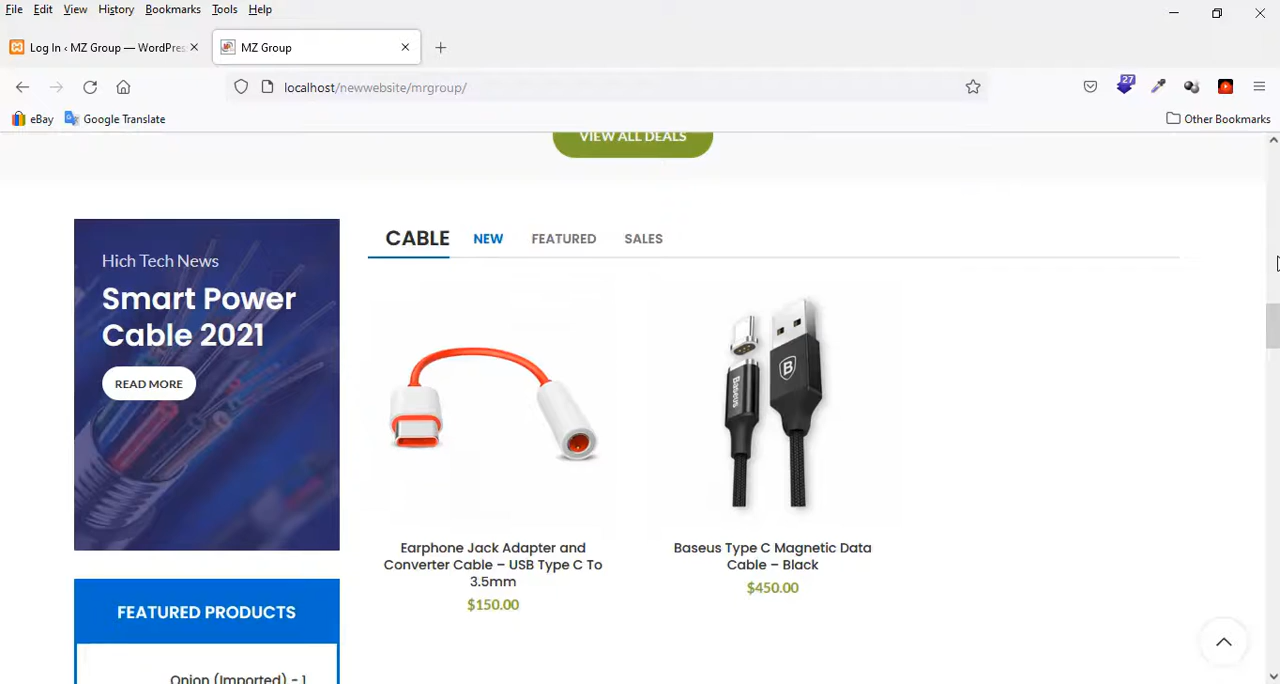 File Edit View History Bookmarks Tools Help
Log In ‹ MZ Group — WordPres
MZ Group
localhost/newwebsite/mrgroup/
27
eBay
Google Translate
Other Bookmarks
VIEW ALL DEALS
Hich Tech News
Smart Power
Cable 2021
READ MORE
CABLE NEW FEATURED SALES
Baseus
B
Earphone Jack Adapter and
Converter Cable – USB Type C To
3.5mm
$150.00
Baseus Type C Magnetic Data
Cable – Black
$450.00
FEATURED PRODUCTS
Onion (Imported) - 1